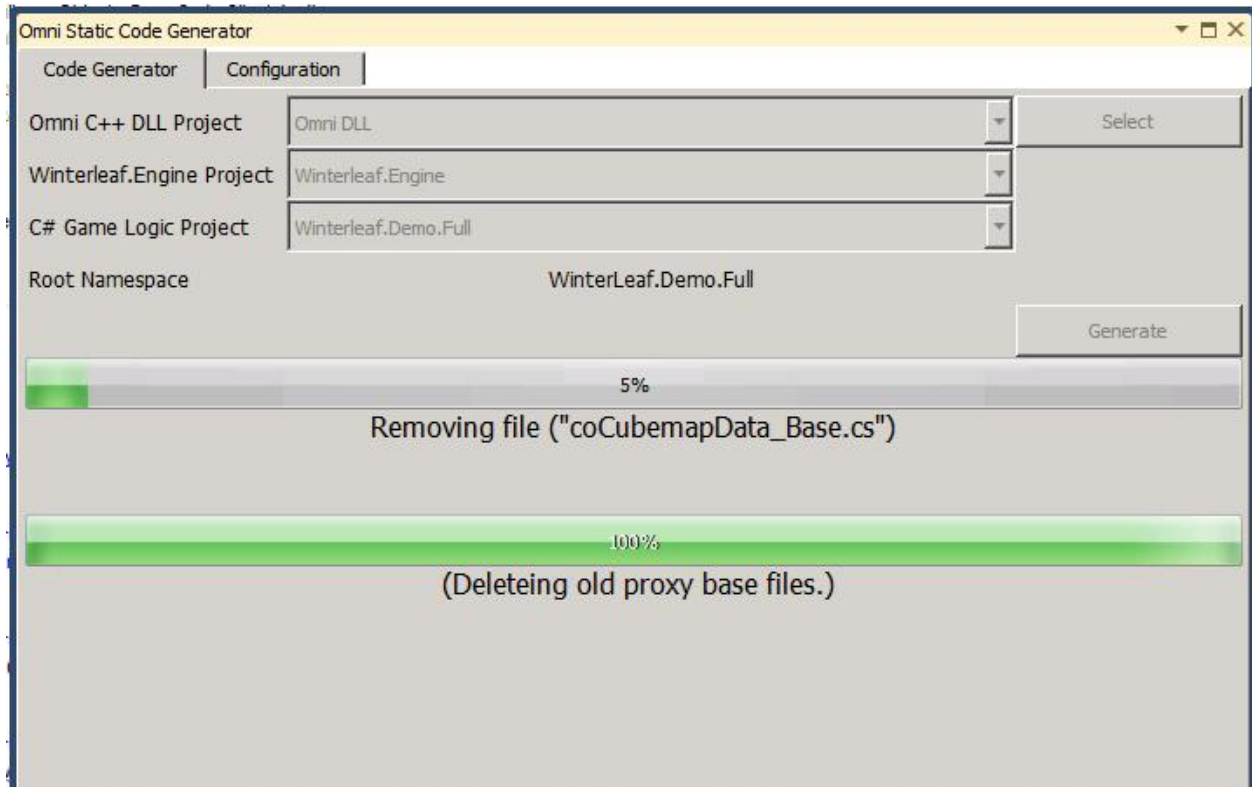 Omni Static Code Generator
Code Generator Configuration
Omni C++ DLL Project Omni DLL Select
Winterleaf.Engine Project Winterleaf.Engine
C# Game Logic Project Winterleaf.Demo.Full
Root Namespace WinterLeaf.Demo.Full
Generate
5%
Removing file ("coCubemapData_Base.cs")
100%
(Deleteing old proxy base files.)